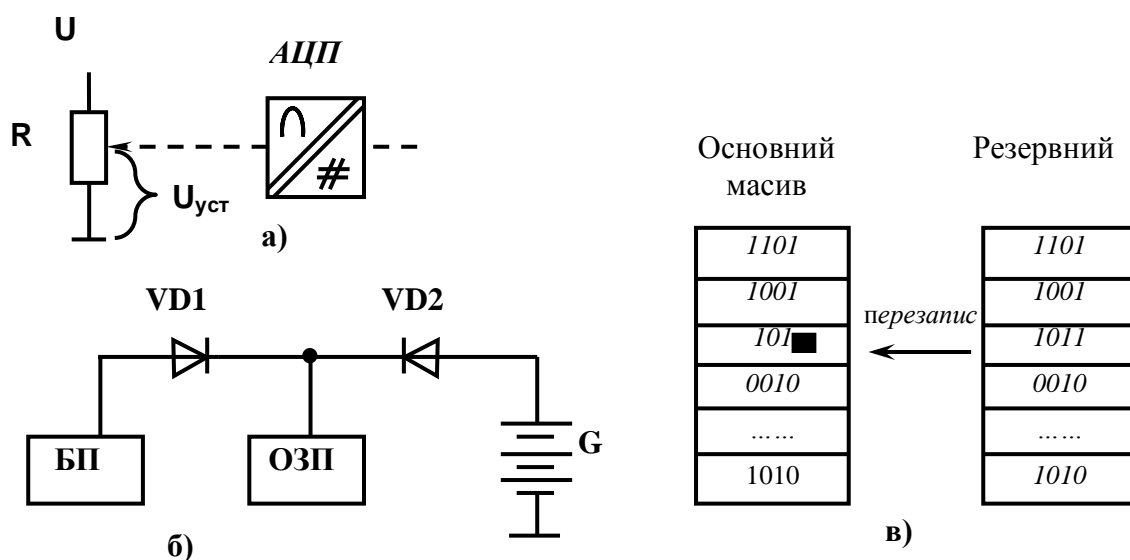 U
АЦП
R
#
Uуст
а)
VD1
VD2
БП
ОЗП
G
б)
Основний
масив
Резервний
1101
1001
101
0010
……
1010
перезапис
1101
1001
1011
0010
……
1010
в)